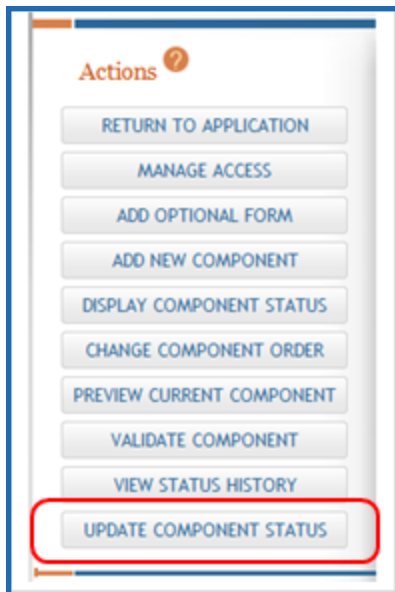 Actions ?
RETURN TO APPLICATION
MANAGE ACCESS
ADD OPTIONAL FORM
ADD NEW COMPONENT
DISPLAY COMPONENT STATUS
CHANGE COMPONENT ORDER
PREVIEW CURRENT COMPONENT
VALIDATE COMPONENT
VIEW STATUS HISTORY
UPDATE COMPONENT STATUS